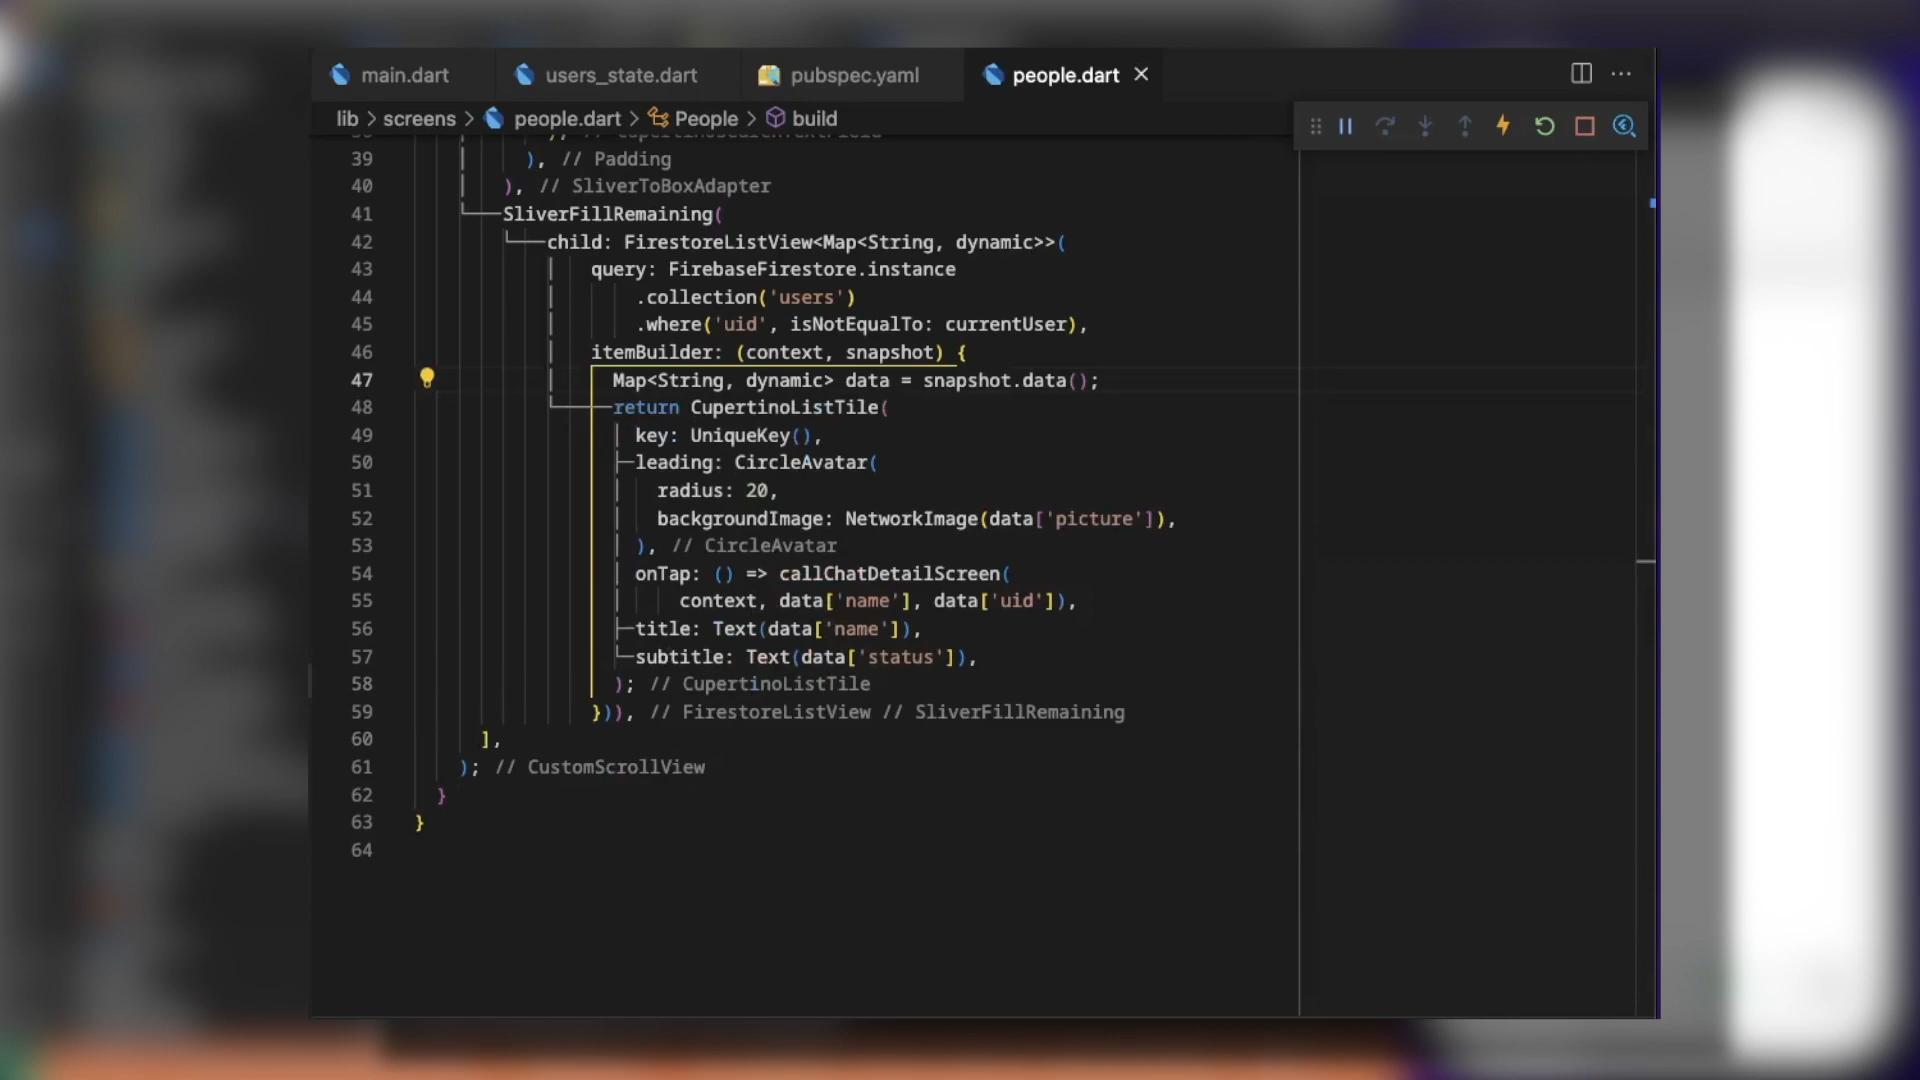 main.dart users_state.dart pubspec.yaml people.dart
lib > screens > people.dart > People > build
39 ), // Padding
40 ), // SliverToBoxAdapter
41 SliverFillRemaining(
42 child: FirestoreListView<Map<String, dynamic>>(
43 query: FirebaseFirestore.instance
44 .collection('users')
45 .where('uid', isNotEqualTo: currentUser),
46 itemBuilder: (context, snapshot) {
47 Map<String, dynamic> data = snapshot.data();
48 return CupertinoListTile(
49 key: UniqueKey(),
50 leading: CircleAvatar(
51 radius: 20,
52 backgroundImage: NetworkImage(data['picture']),
53 ), // CircleAvatar
54 onTap: () => callChatDetailScreen(
55 context, data['name'], data['uid']),
56 title: Text(data['name']),
57 subtitle: Text(data['status']),
58 ); // CupertinoListTile
59 })), // FirestoreListView // SliverFillRemaining
60 ],
61 ); // CustomScrollView
62 }
63 }
64